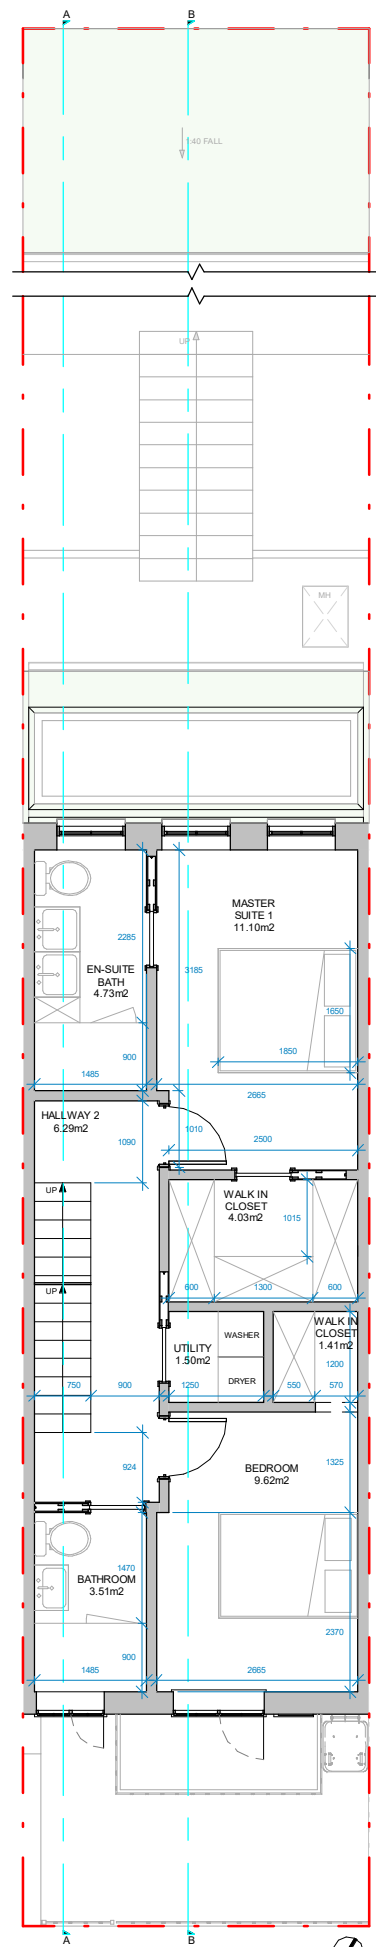 A
B
1:40 FALL
UP
MH
MASTER
SUITE 1
11.10m2
2285
3185
EN-SUITE
BATH
4.73m2
1650
900
1850
1485
2665
HALLWAY 2
6.29m2
1010
1090
2500
UP
WALK IN
CLOSET
4.03m2
1015
600
1300
600
UP
WALK IN
CLOSET
1.41m2
WASHER
UTILITY
1.50m2
1200
DRYER
750
900
1250
550
570
1325
924
BEDROOM
9.62m2
1470
BATHROOM
3.51m2
2370
900
1485
2665
A
B